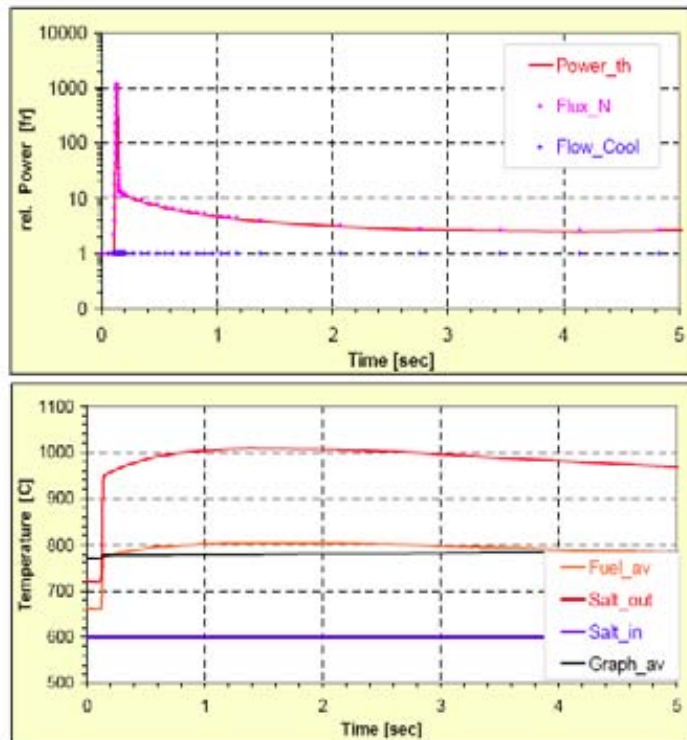 rel. Power [fr]
10000
1000
100
10
1
0
Power_th
Flux_N
Flow_Cool
0 1 2 3 4 5
Time [sec]
Temperature [C]
1100
1000
900
800
700
600
500
Fuel_av
Salt_out
Salt_in
Graph_av
0 1 2 3 4 5
Time [sec]